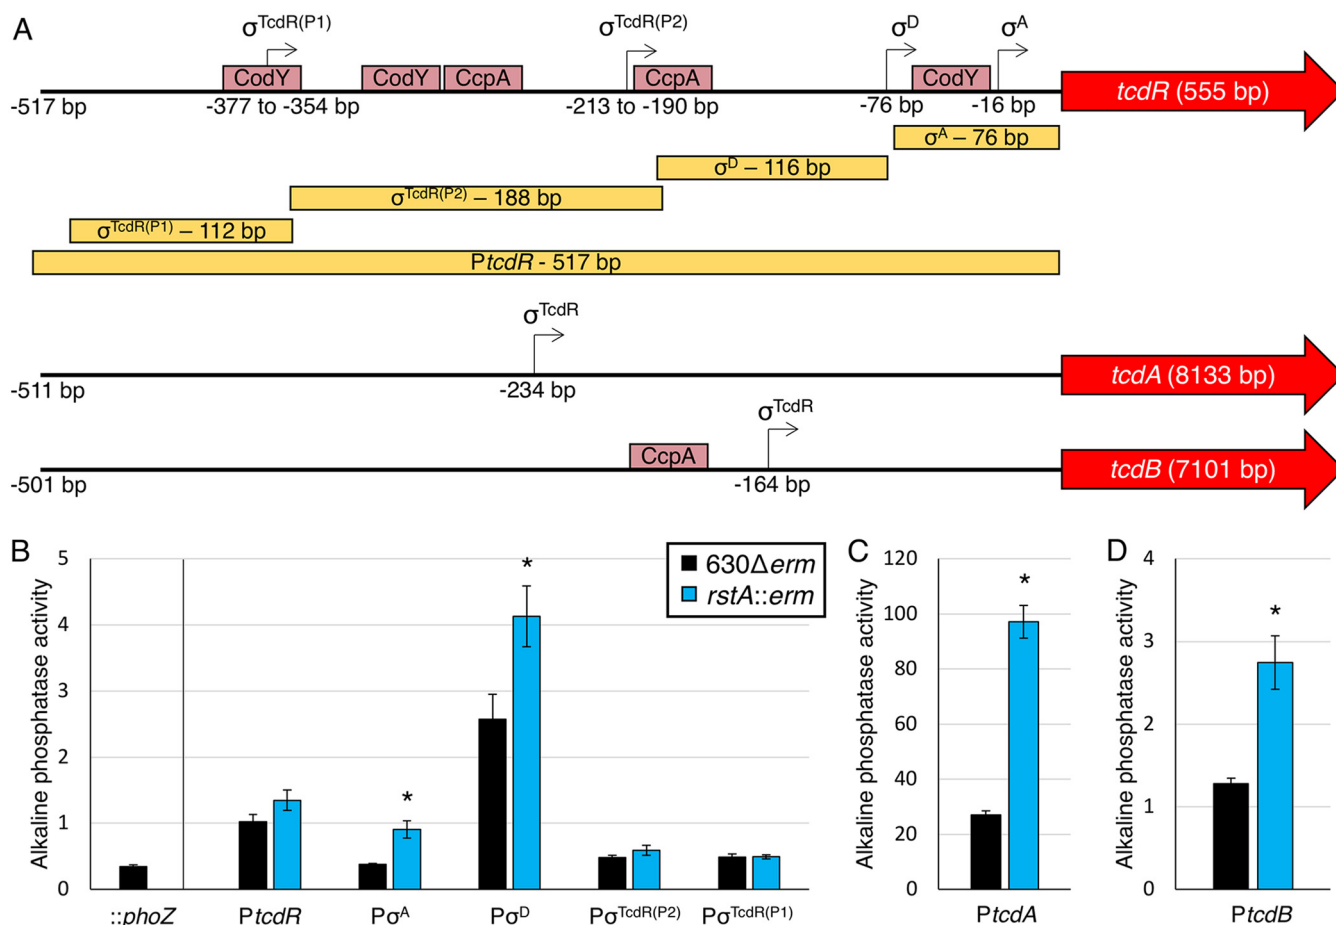 A
σTcdR(P1)
σTcdR(P2)
σD
σA
CodY
CodY
CcpA
CcpA
CodY
tcdR (555 bp)
-517 bp
-377 to -354 bp
-213 to -190 bp
-76 bp
-16 bp
σA – 76 bp
σD – 116 bp
σTcdR(P2) – 188 bp
σTcdR(P1) – 112 bp
PtcdR - 517 bp
σTcdR
tcdA (8133 bp)
-511 bp
-234 bp
σTcdR
CcpA
tcdB (7101 bp)
-501 bp
-164 bp
B
Alkaline phosphatase activity
5
4
3
2
1
0
630Δerm
rstA::erm
*
*
::phoZ
PtcdR
PσA
PσD
PσTcdR(P2)
PσTcdR(P1)
C
Alkaline phosphatase activity
120
100
80
60
40
20
0
*
PtcdA
D
Alkaline phosphatase activity
4
3
2
1
0
*
PtcdB